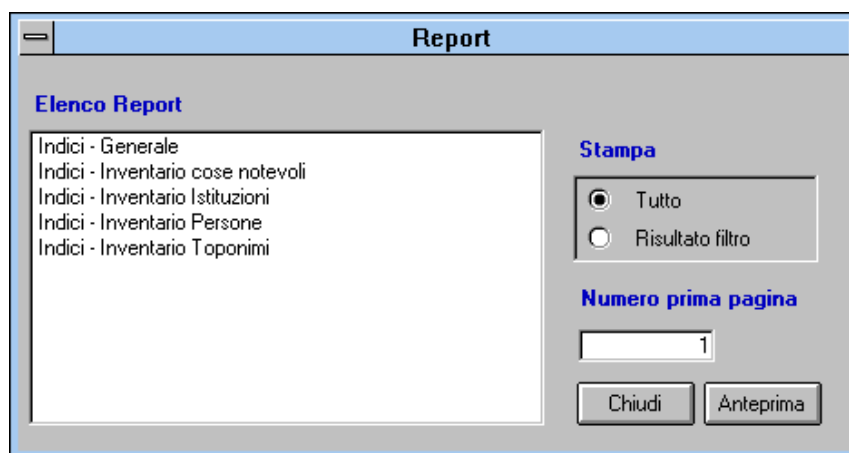 Report
Elenco Report
Indici - Generale
Indici - Inventario cose notevoli
Indici - Inventario Istituzioni
Indici - Inventario Persone
Indici - Inventario Toponimi
Stampa
Tutto
Risultato filtro
Numero prima pagina
1
Chiudi
Anteprima